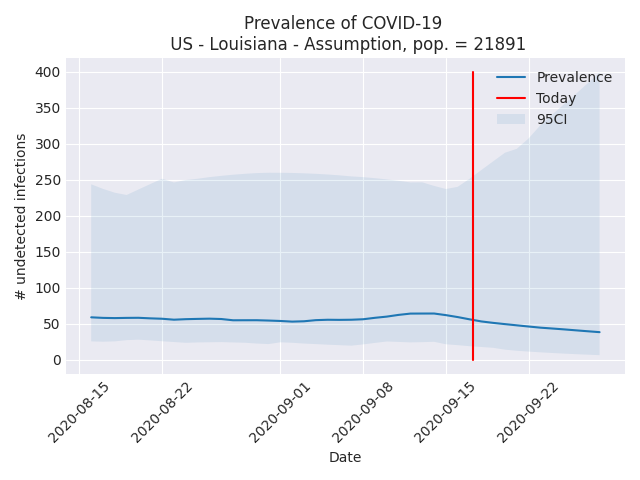 Prevalence of COVID-19
US - Louisiana - Assumption, pop. = 21891
400
350
300
250
200
150
100
50
0
# undetected infections
Prevalence
Today
95CI
2020-08-15
2020-08-22
2020-09-01
2020-09-08
2020-09-15
2020-09-22
Date